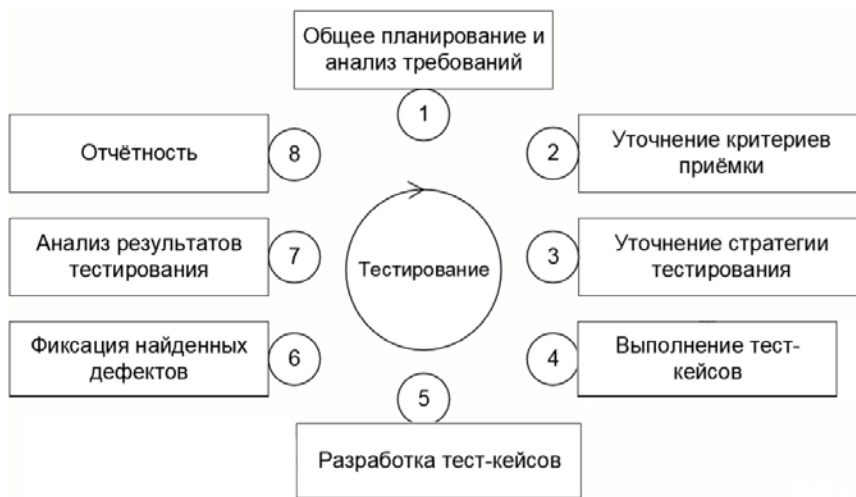 Общее планирование и
анализ требований
1
2
Уточнение критериев
приёмки
3
Уточнение стратегии
тестирования
4
Выполнение тест-
кейсов
5
Разработка тест-кейсов
6
Фиксация найденных
дефектов
7
Анализ результатов
тестирования
8
Отчётность
Тестирование